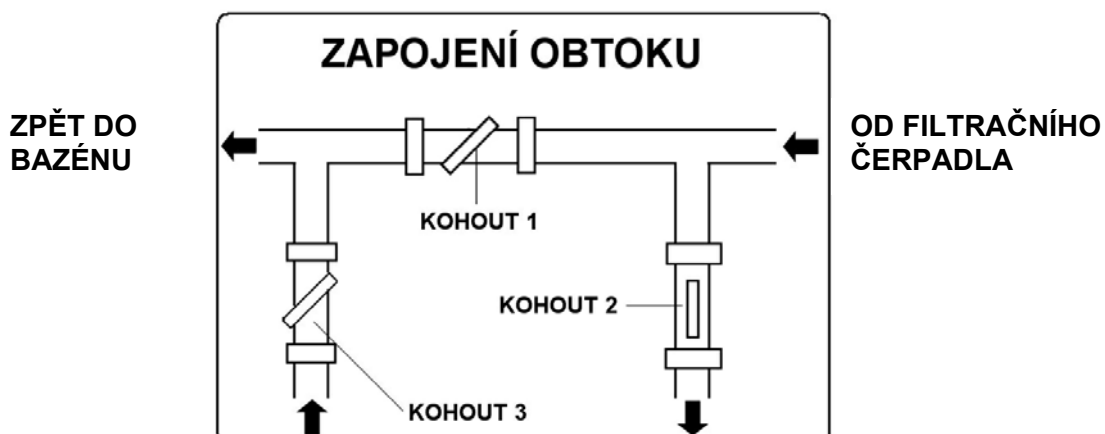 ZAPOJENÍ OBTOKU
ZPĚT DO
BAZÉNU
OD FILTRAČNÍHO
ČERPADLA
KOHOUT 1
KOHOUT 2
KOHOUT 3